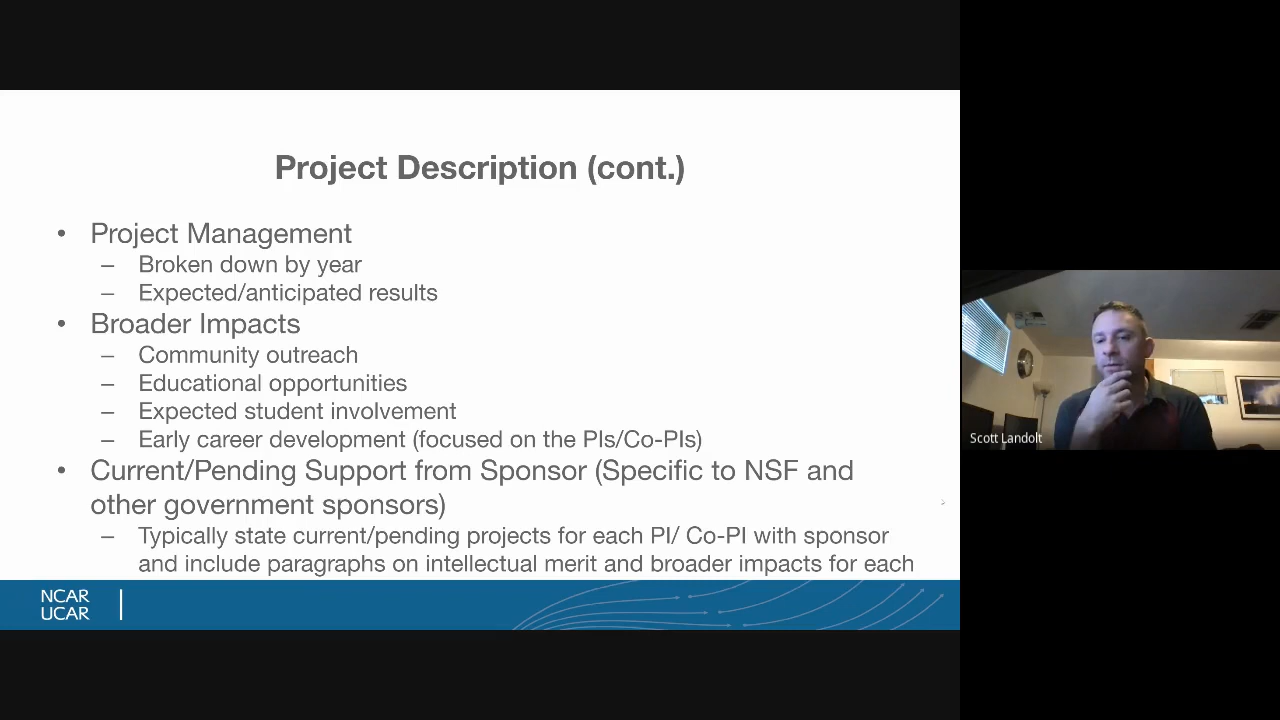 Project Description (cont.)
• Project Management
– Broken down by year
– Expected/anticipated results
• Broader Impacts
– Community outreach
– Educational opportunities
– Expected student involvement
– Early career development (focused on the PIs/Co-PIs)
• Current/Pending Support from Sponsor (Specific to NSF and
other government sponsors)
– Typically state current/pending projects for each PI/ Co-PI with sponsor
and include paragraphs on intellectual merit and broader impacts for each
NCAR
UCAR
Scott Landolt